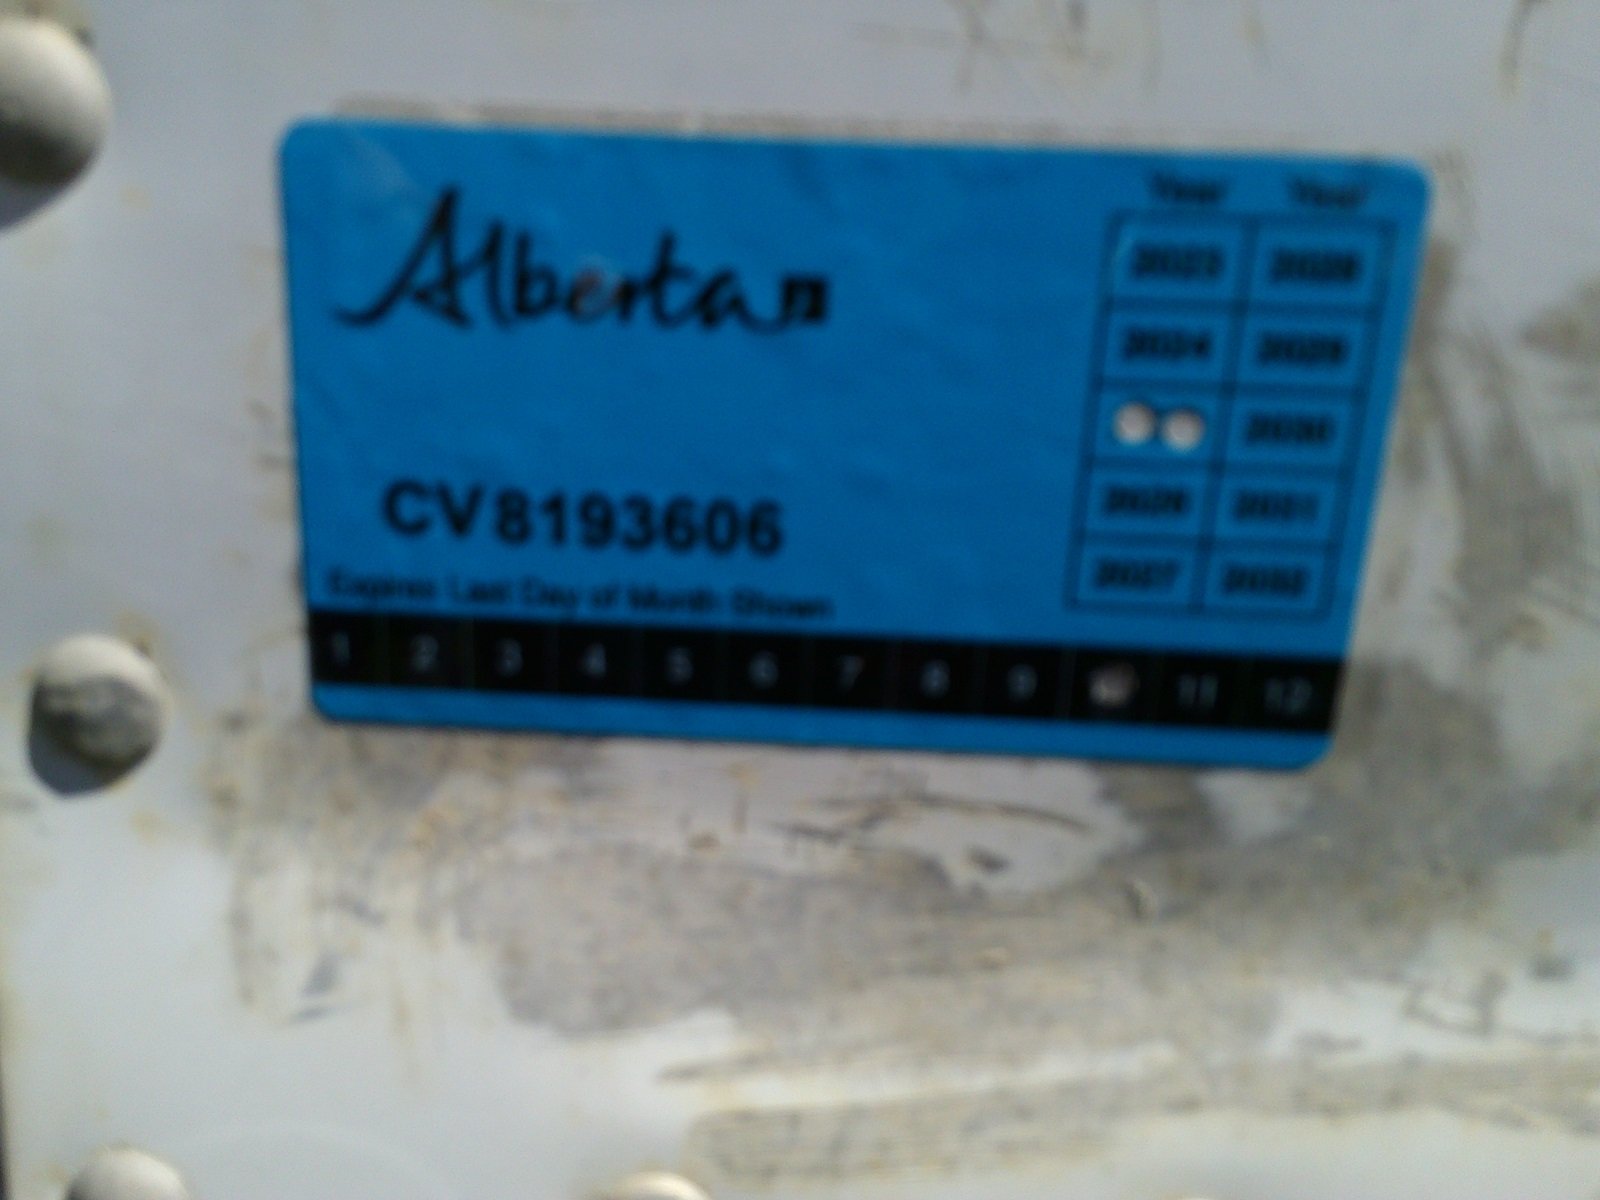 Alberta
Year Year
2023 2028
2024 2029
2030
2026 2031
2027 2032
CV8193606
Expires Last Day of Month Shown
1 2 3 4 5 6 7 8 9 11 12